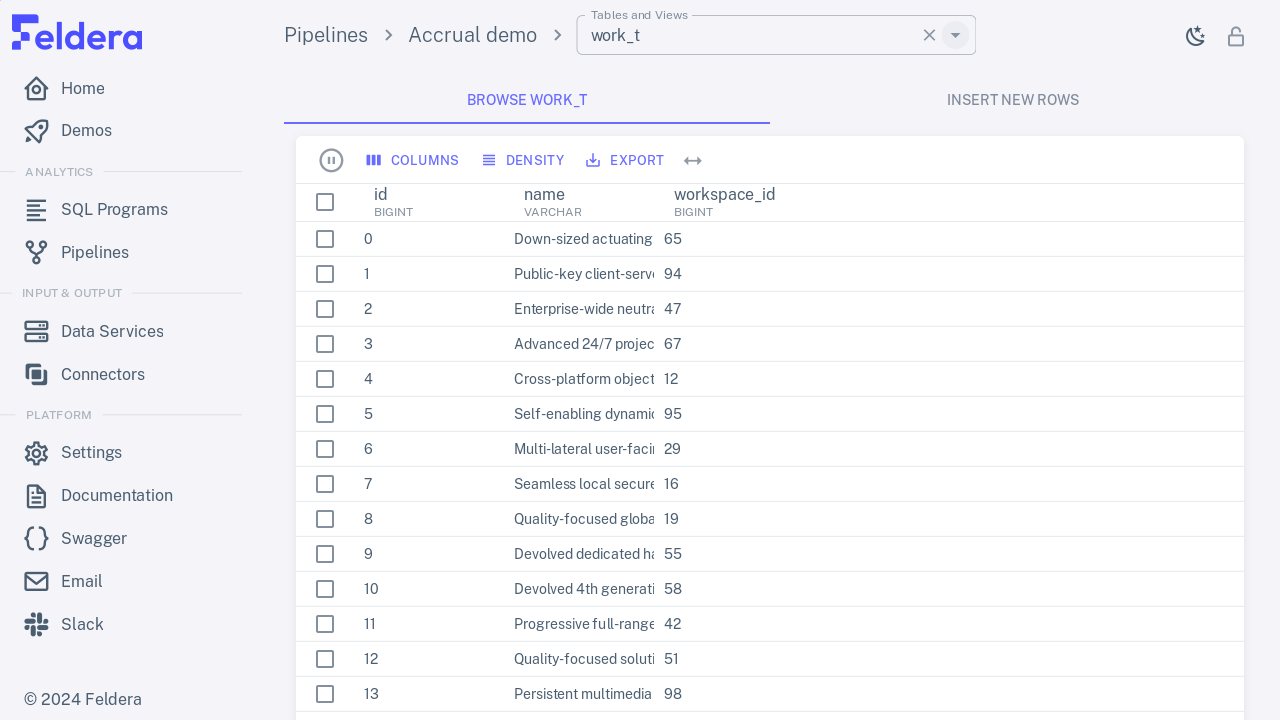 Feldera
Home
Demos
ANALYTICS
SQL Programs
Pipelines
INPUT & OUTPUT
Data Services
Connectors
PLATFORM
Settings
Documentation
Swagger
Email
Slack
© 2024 Feldera
Pipelines
Accrual demo
Tables and Views
work_t
BROWSE WORK_T
INSERT NEW ROWS
COLUMNS
DENSITY
EXPORT
id name workspace_id
BIGINT VARCHAR BIGINT
0 Down-sized actuating 65
1 Public-key client-serve 94
2 Enterprise-wide neutra 47
3 Advanced 24/7 projec 67
4 Cross-platform object 12
5 Self-enabling dynamic 95
6 Multi-lateral user-facin 29
7 Seamless local secure 16
8 Quality-focused globa 19
9 Devolved dedicated ha 55
10 Devolved 4th generati 58
11 Progressive full-range 42
12 Quality-focused soluti 51
13 Persistent multimedia 98